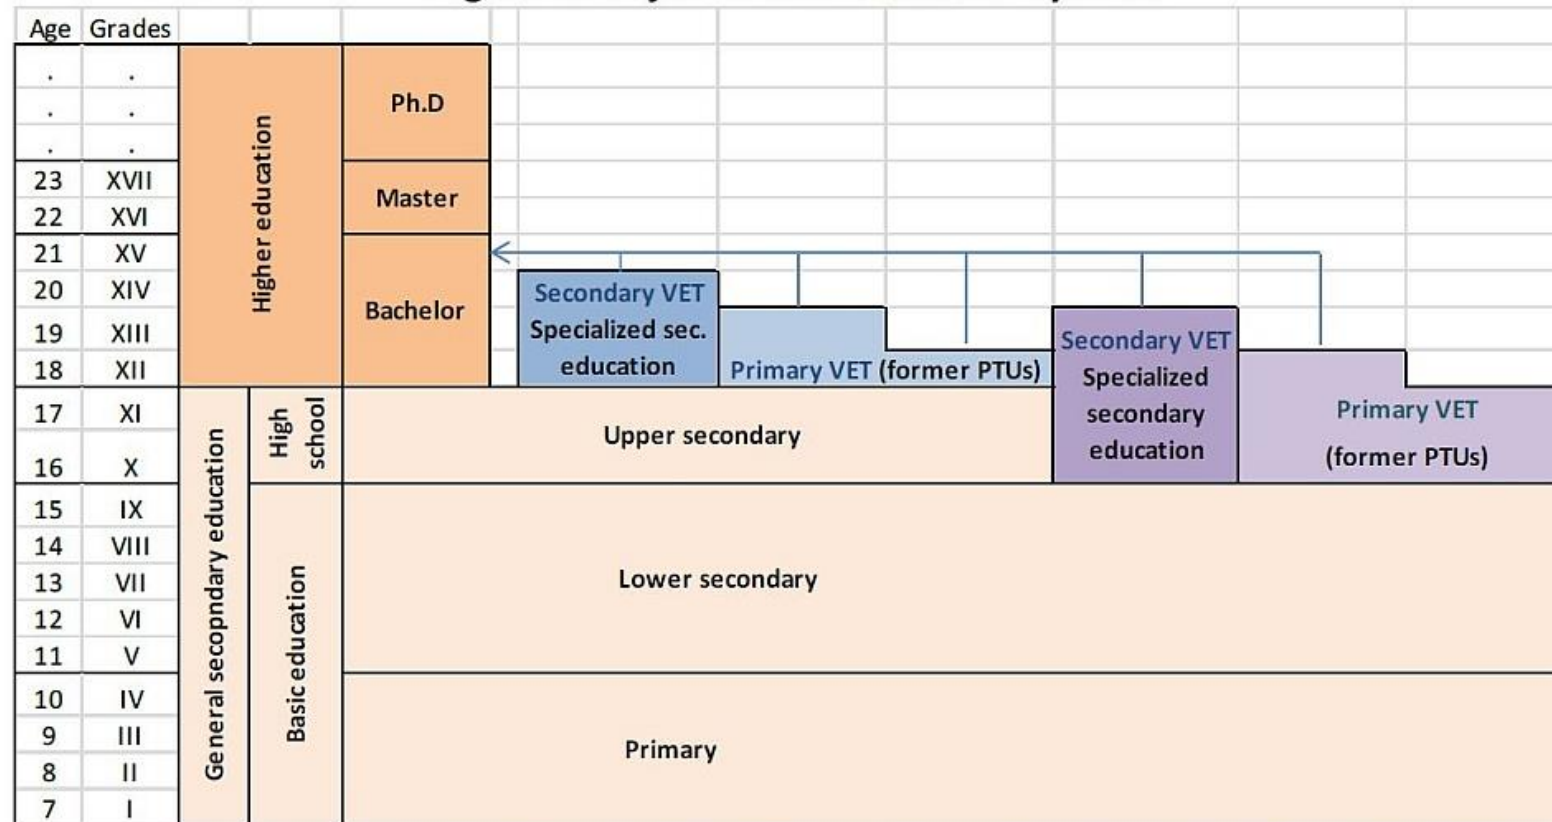 Age Grades
. .
. .
. .
23 XVII
22 XVI
21 XV
20 XIV
19 XIII
18 XII
17 XI
16 X
15 IX
14 VIII
13 VII
12 VI
11 V
10 IV
9 III
8 II
7 I
Higher education
General secopndary education
High
school
Basic education
Ph.D
Master
Bachelor
Secondary VET
Specialized sec.
education
Primary VET (former PTUs)
Secondary VET
Specialized
secondary
education
Primary VET
(former PTUs)
Upper secondary
Lower secondary
Primary